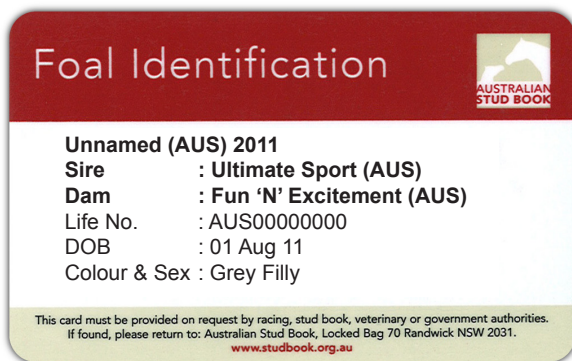 Foal Identification
AUSTRALIAN
STUD BOOK
Unnamed (AUS) 2011
Sire : Ultimate Sport (AUS)
Dam : Fun ‘N’ Excitement (AUS)
Life No. : AUS00000000
DOB : 01 Aug 11
Colour & Sex : Grey Filly
This card must be provided on request by racing, stud book, veterinary or government authorities.
If found, please return to: Australian Stud Book, Locked Bag 70 Randwick NSW 2031.
www.studbook.org.au